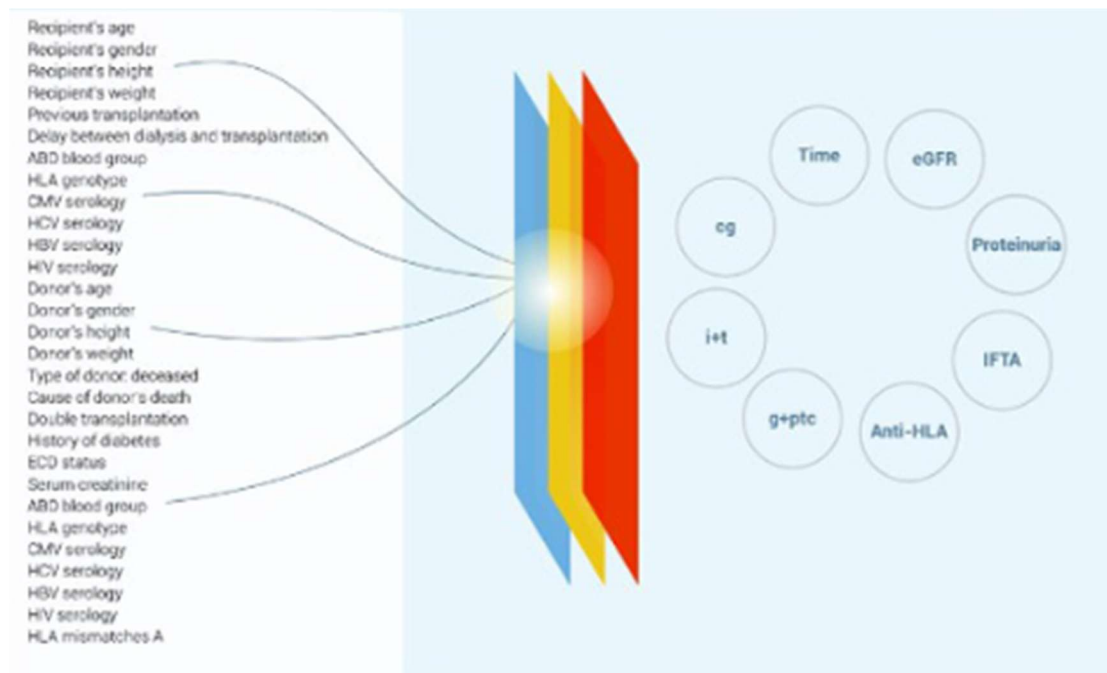 Recipient's age
Recipient's gender
Recipient's height
Recipient's weight
Previous transplantation
Delay between dialysis and transplantation
ABO blood group
HLA genotype
CMV serology
HCV serology
HBV serology
HIV serology
Donor's age
Donor's gender
Donor's height
Donor's weight
Type of donor: deceased
Cause of donor's death
Double transplantation
History of diabetes
ECD status
Serum creatinine
ABO blood group
HLA genotype
CMV serology
HCV serology
HBV serology
HIV serology
HLA mismatches A
Time
eGFR
cg
Proteinuria
i+t
IFTA
g+ptc
Anti-HLA